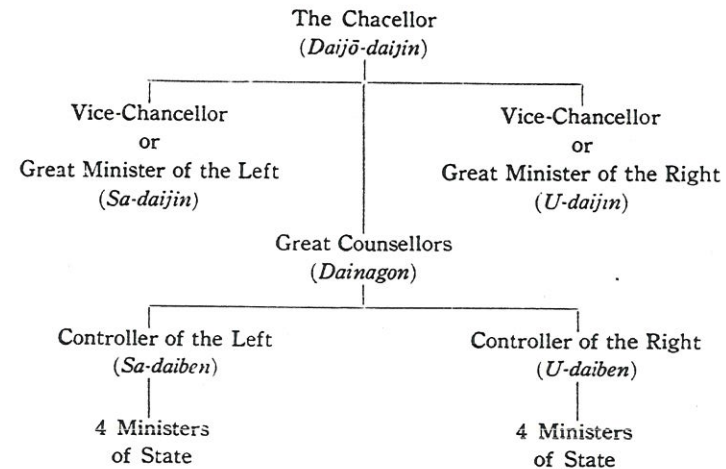 The Chacellor
(Daijō-daijin)
Vice-Chancellor
or
Great Minister of the Left
(Sa-daijin)
Vice-Chancellor
or
Great Minister of the Right
(U-daijin)
Great Counsellors
(Dainagon)
Controller of the Left
(Sa-daiben)
Controller of the Right
(U-daiben)
4 Ministers
of State
4 Ministers
of State